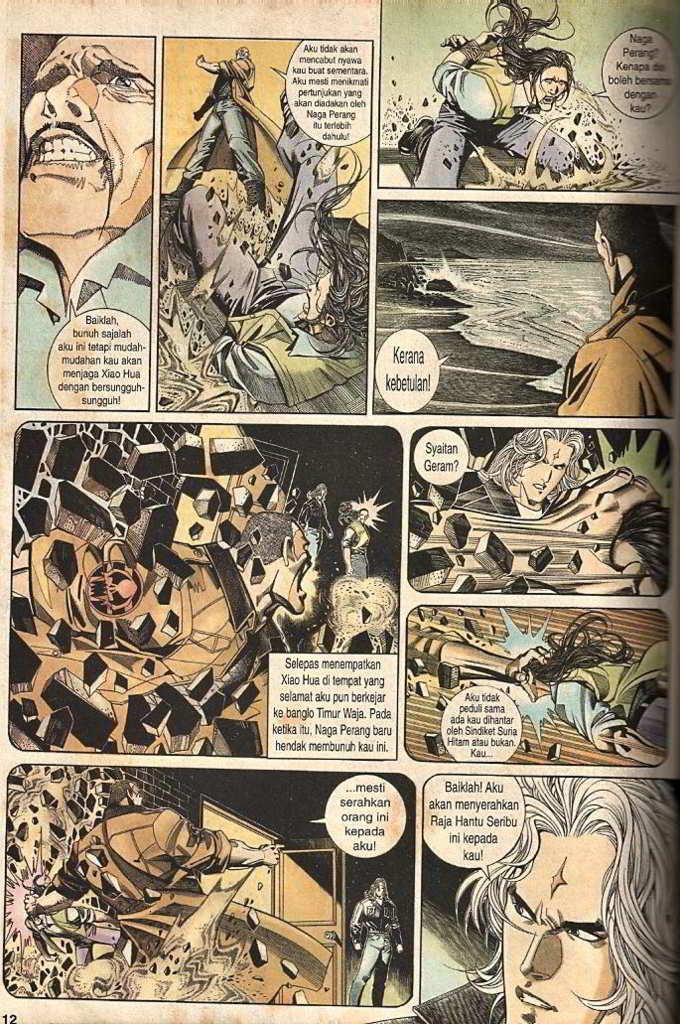 Baiklah,
bunuh sajalah
aku ini tetapi mudah-
mudahan kau akan
menjaga Xiao Hua
dengan bersungguh-
sungguh!
Aku tidak akan
mencabut nyawa
kau buat sementara.
Aku mesti menikmati
pertunjukan yang
akan diadakan oleh
Naga Perang
itu terlebih
dahulu!
Naga
Perang?
Kenapa dia
boleh bersama
dengan
kau?
Kerana
kebetulan!
Selepas menempatkan
Xiao Hua di tempat yang
selamat aku pun berkejar
ke banglo Timur Waja. Pada
ketika itu, Naga Perang baru
hendak membunuh kau ini.
Syaitan
Geram?
Aku tidak
peduli sama
ada kau dihantar
oleh Sindiket Suria
Hitam atau bukan.
Kau...
...mesti
serahkan
orang ini
kepada
aku!
Baiklah! Aku
akan menyerahkan
Raja Hantu Seribu
ini kepada
kau!
12